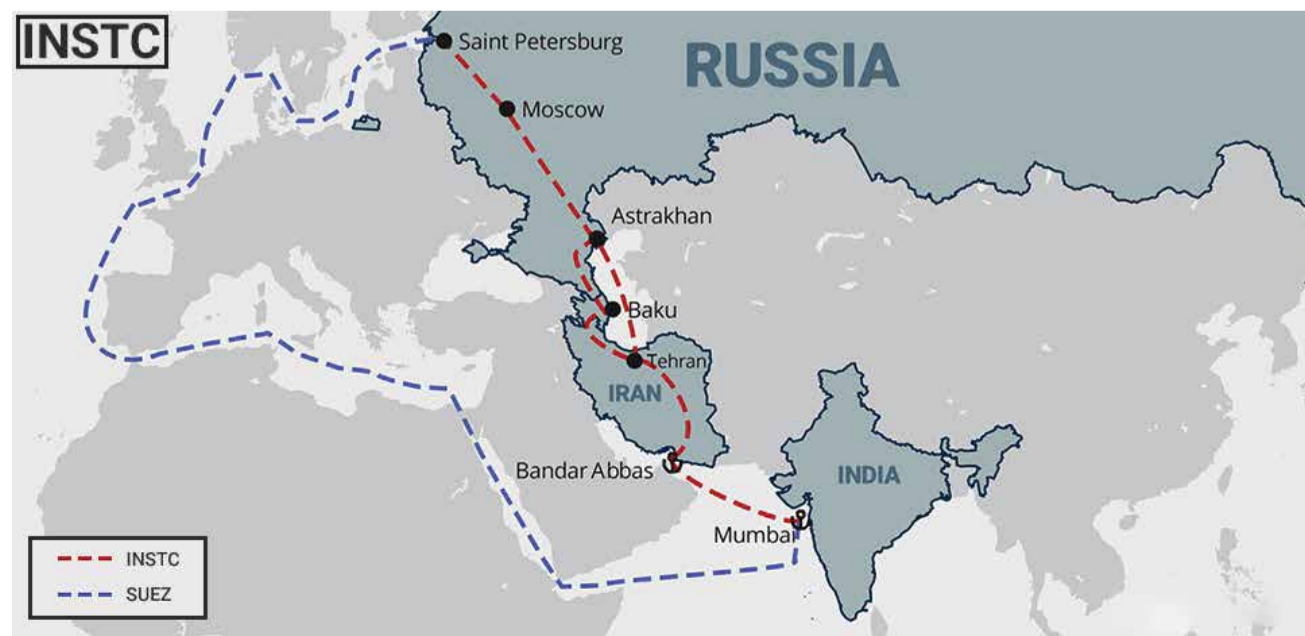 INSTC
Saint Petersburg
RUSSIA
Moscow
Astrakhan
Baku
Tehran
IRAN
Bandar Abbas
INDIA
Mumbai
INSTC
SUEZ